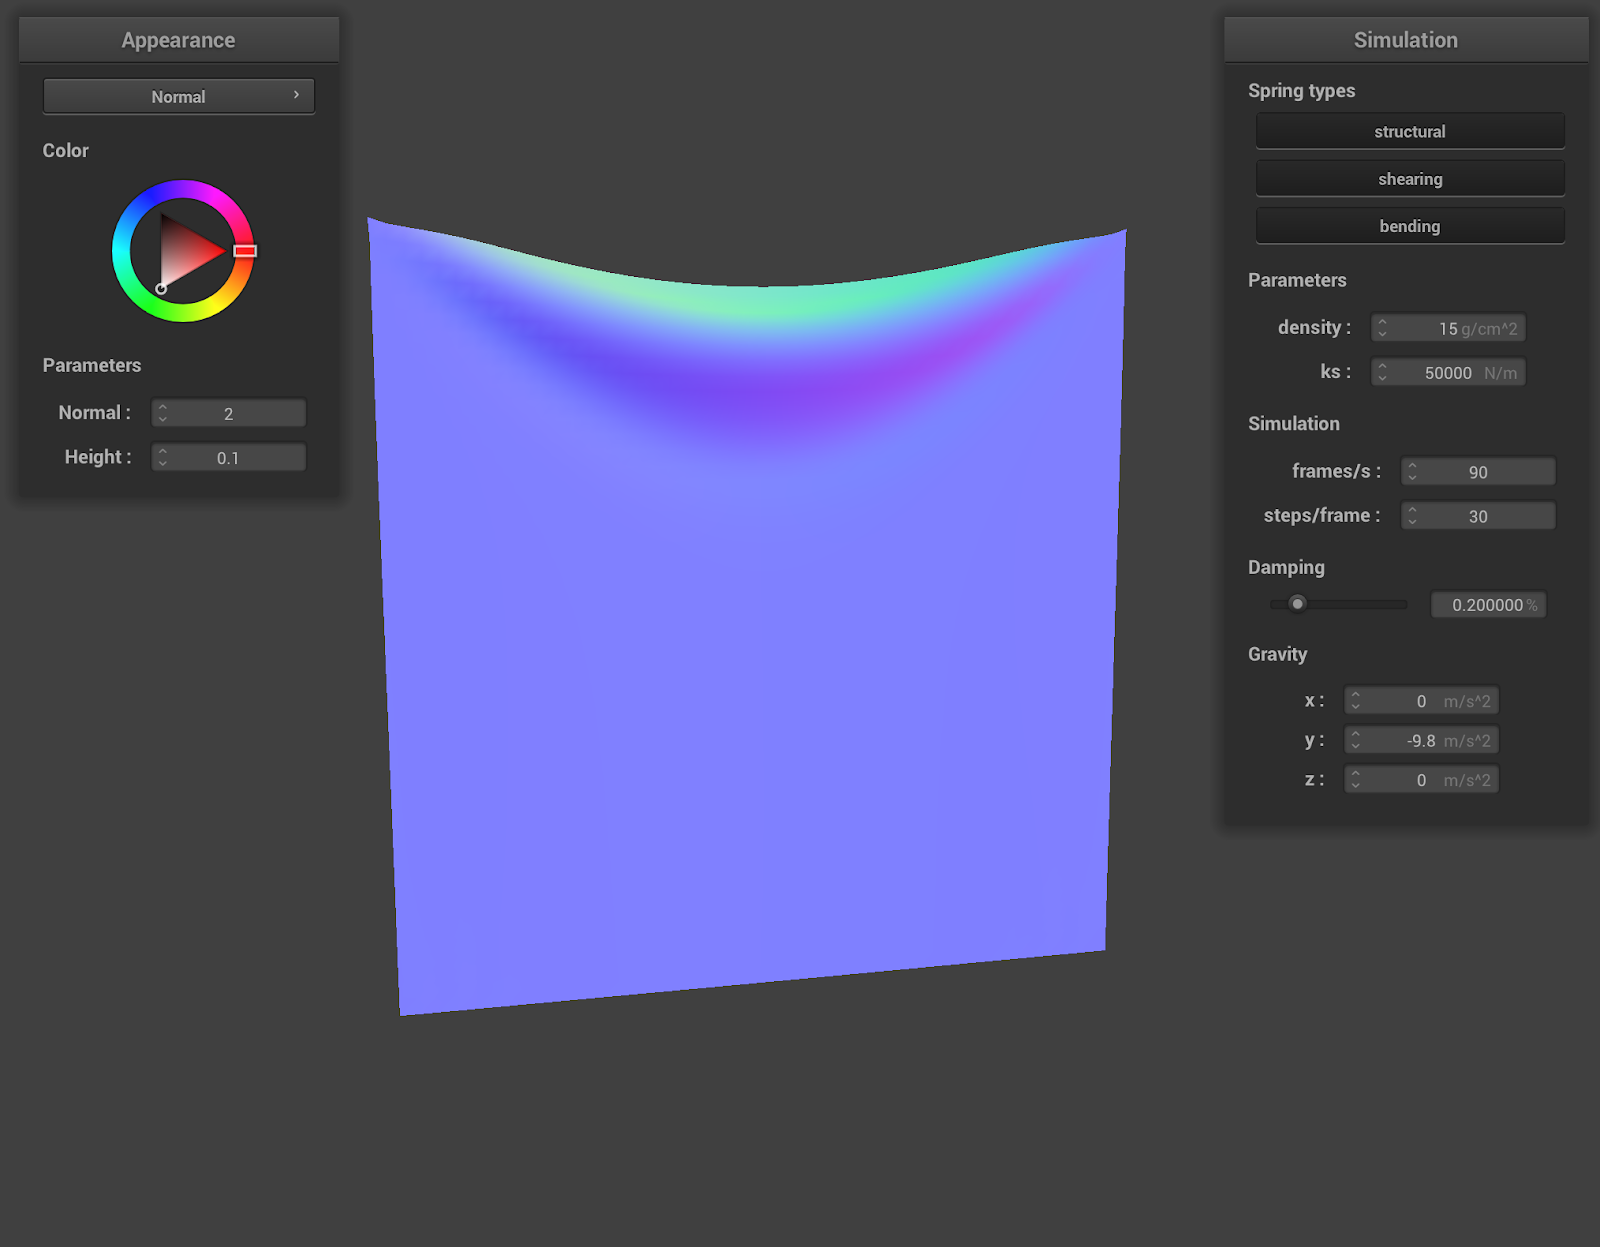 Appearance
Normal
Color
Parameters
Normal : 2
Height : 0.1
Simulation
Spring types
structural
shearing
bending
Parameters
density : 15 g/cm^2
ks : 50000 N/m
Simulation
frames/s : 90
steps/frame : 30
Damping
0.200000 %
Gravity
x : 0 m/s^2
y : -9.8 m/s^2
z : 0 m/s^2